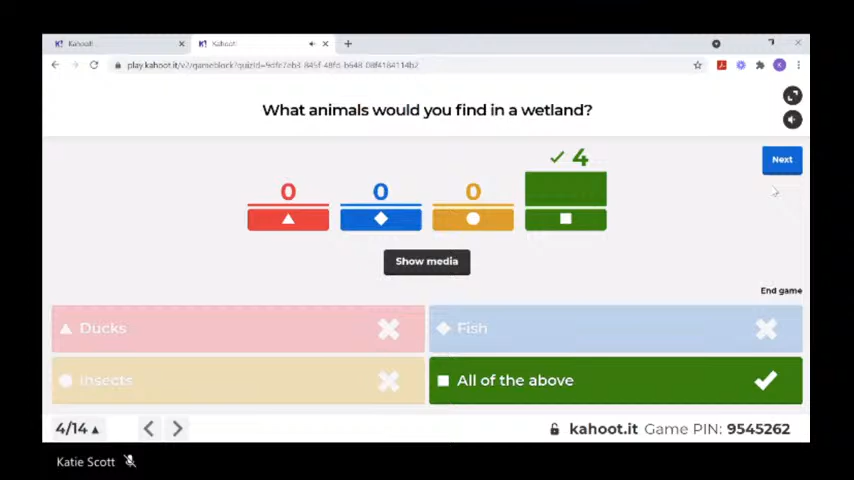 Kahoot!
Kahoot!
What animals would you find in a wetland?
Next
0
0
0
4
Show media
End game
Ducks
Fish
Insects
All of the above
4/14
kahoot.it Game PIN: 9545262
Katie Scott